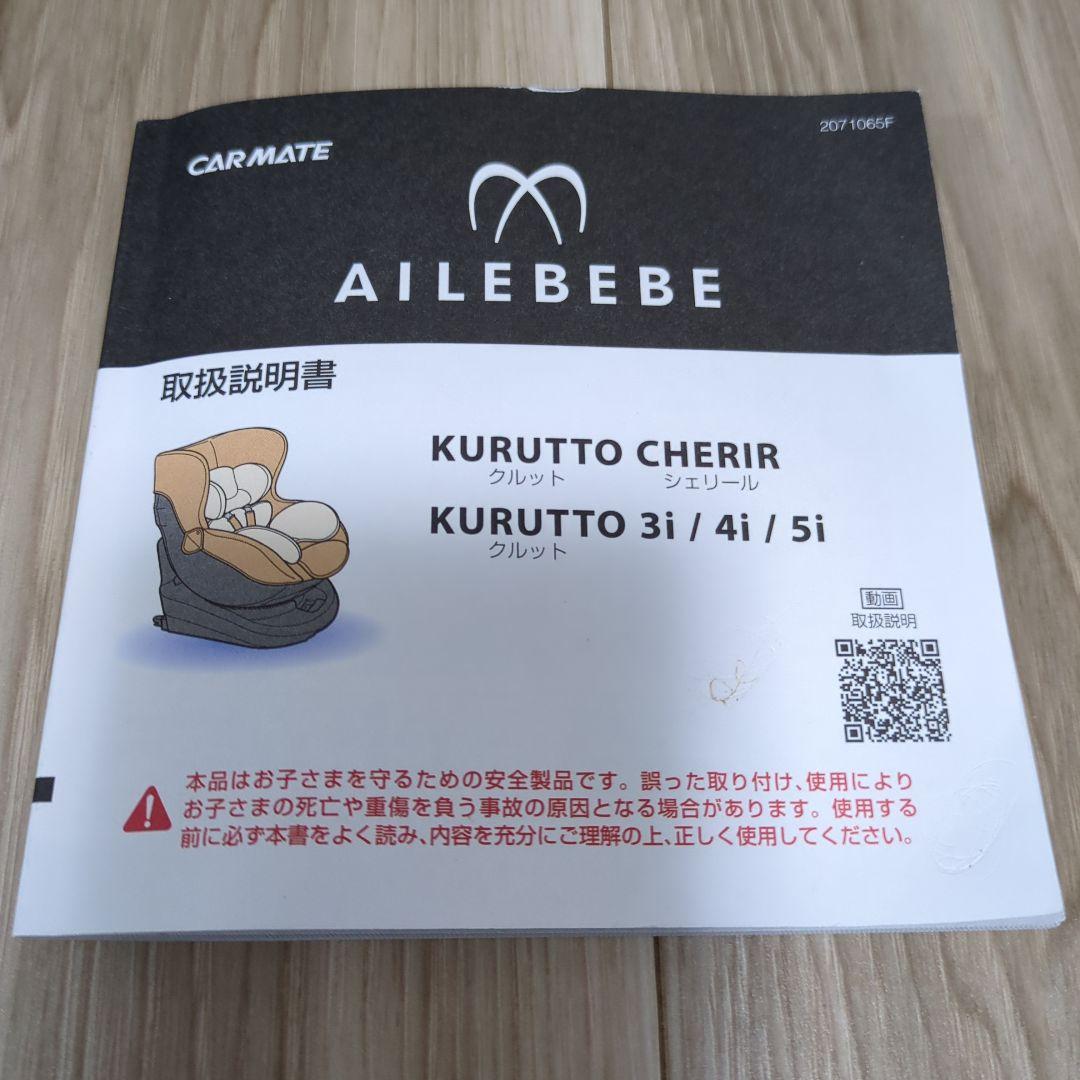 CARMATE
2071065F
AILEBEBE
取扱説明書
KURUTTO CHERIR
クルット シェリール
KURUTTO 3i / 4i / 5i
クルット
動画
取扱説明
本品はお子さまを守るための安全製品です。誤った取り付け、使用により
お子さまの死亡や重傷を負う事故の原因となる場合があります。使用する
前に必ず本書をよく読み、内容を充分にご理解の上、正しく使用してください。